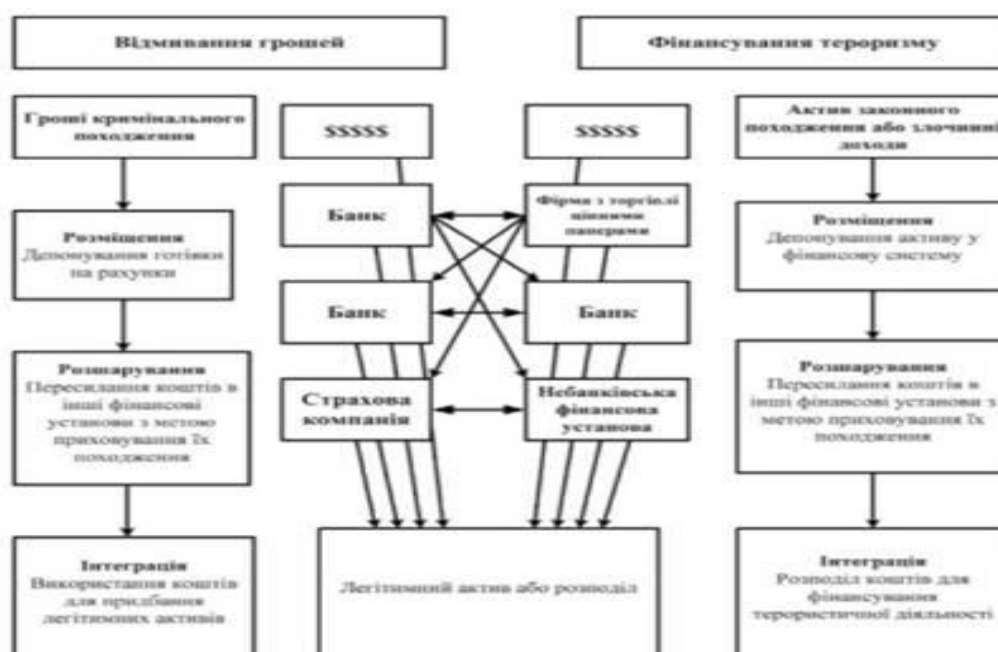 Відмивання грошей
Фінансування тероризму
Гроші кримінального
походження
$$$$$
$$$$$
Актив законного
походження або злочинні
доходи
Банк
Фірма з торгівлі
цінними
паперами
Розміщення
Депонування готівки
на рахунки
Розміщення
Депонування активу у
фінансову систему
Банк
Банк
Розшарування
Пересилання коштів в
інші фінансові
установи з метою
приховування їх
походження
Страхова
компанія
Небанківська
фінансова
установа
Розшарування
Пересилання коштів в
інші фінансові установи з
метою приховування їх
походження
Інтеграція
Використання коштів
для придбання
легітимних активів
Легітимний актив або розподіл
Інтеграція
Розподіл коштів для
фінансування
терористичної діяльності